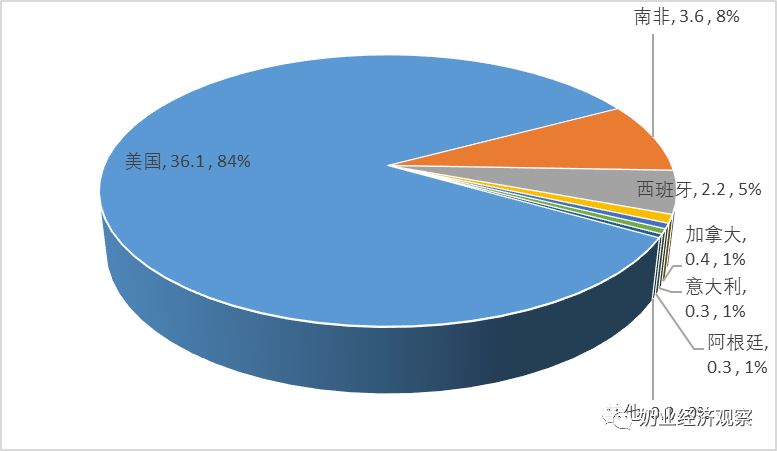 南非, 3.6 , 8%
美国, 36.1 , 84%
西班牙, 2.2 , 5%
加拿大,
0.4 , 1%
意大利,
0.3 , 1%
阿根廷,
0.3 , 1%
奶业经济观察